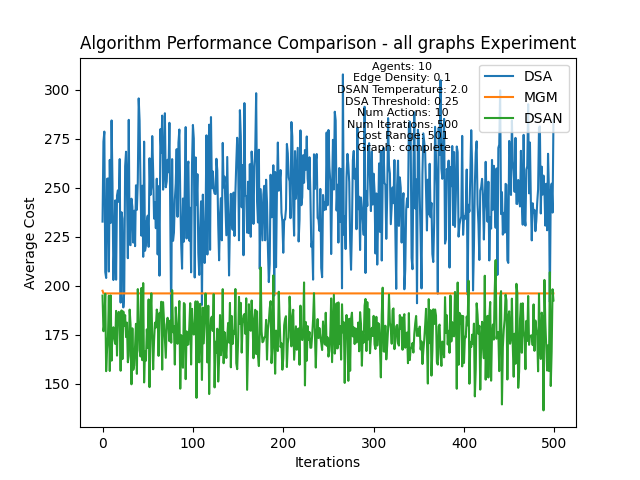 Algorithm Performance Comparison - all graphs Experiment
Agents: 10
Edge Density: 0.1
DSAN Temperature: 2.0
DSA Threshold: 0.25
Num Actions: 10
Num Iterations: 500
Cost Range: 501
Graph: complete
DSA
MGM
DSAN
Average Cost
300
275
250
225
200
175
150
0
100
200
300
400
500
Iterations